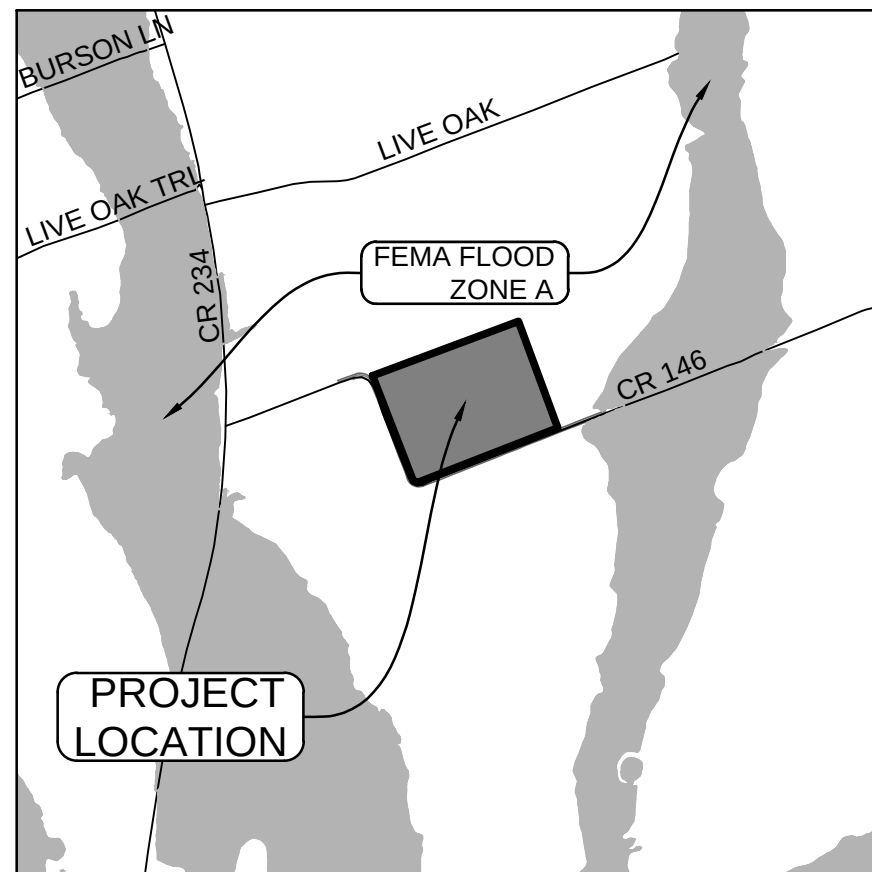 BURSON LN
LIVE OAK
LIVE OAK TRL
CR 234
FEMA FLOOD
ZONE A
CR 146
PROJECT
LOCATION